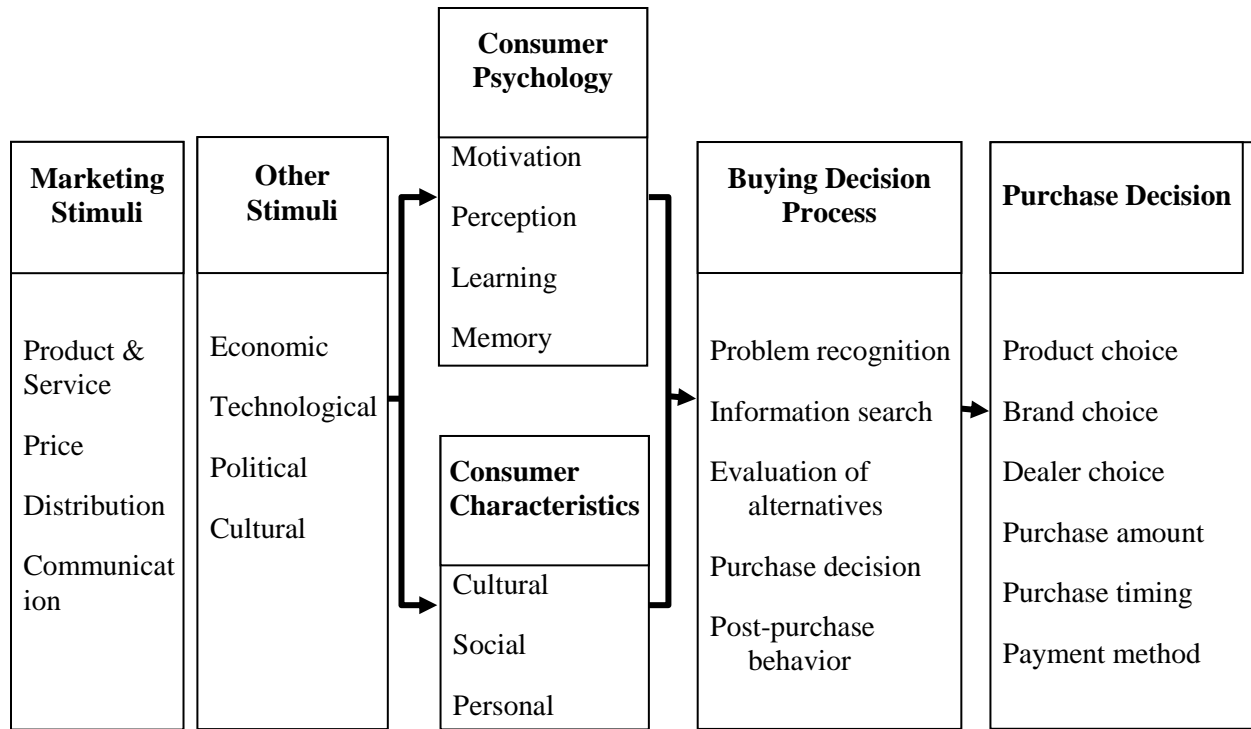 Marketing
Stimuli
Product &
Service
Price
Distribution
Communicat
ion
Other
Stimuli
Economic
Technological
Political
Cultural
Consumer
Psychology
Motivation
Perception
Learning
Memory
Consumer
Characteristics
Cultural
Social
Personal
Buying Decision
Process
Problem recognition
Information search
Evaluation of
alternatives
Purchase decision
Post-purchase
behavior
Purchase Decision
Product choice
Brand choice
Dealer choice
Purchase amount
Purchase timing
Payment method